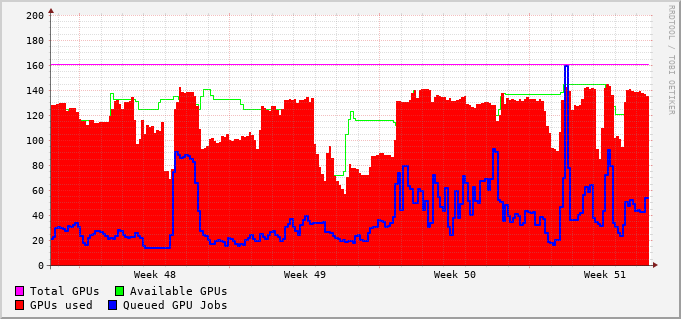 200
180
160
140
120
100
80
60
40
20
0
Week 48 Week 49 Week 50 Week 51
Total GPUs Available GPUs
GPUs used Queued GPU Jobs
RRDTOOL / TOBI OETIKER